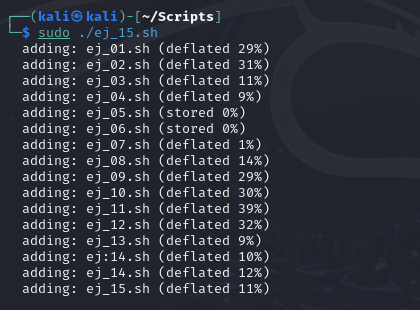 ┌──(kali㉿kali)-[~/Scripts]
└─$ sudo ./ej_15.sh
adding: ej_01.sh (deflated 29%)
adding: ej_02.sh (deflated 31%)
adding: ej_03.sh (deflated 11%)
adding: ej_04.sh (deflated 9%)
adding: ej_05.sh (stored 0%)
adding: ej_06.sh (stored 0%)
adding: ej_07.sh (deflated 1%)
adding: ej_08.sh (deflated 14%)
adding: ej_09.sh (deflated 29%)
adding: ej_10.sh (deflated 30%)
adding: ej_11.sh (deflated 39%)
adding: ej_12.sh (deflated 32%)
adding: ej_13.sh (deflated 9%)
adding: ej:14.sh (deflated 10%)
adding: ej_14.sh (deflated 12%)
adding: ej_15.sh (deflated 11%)